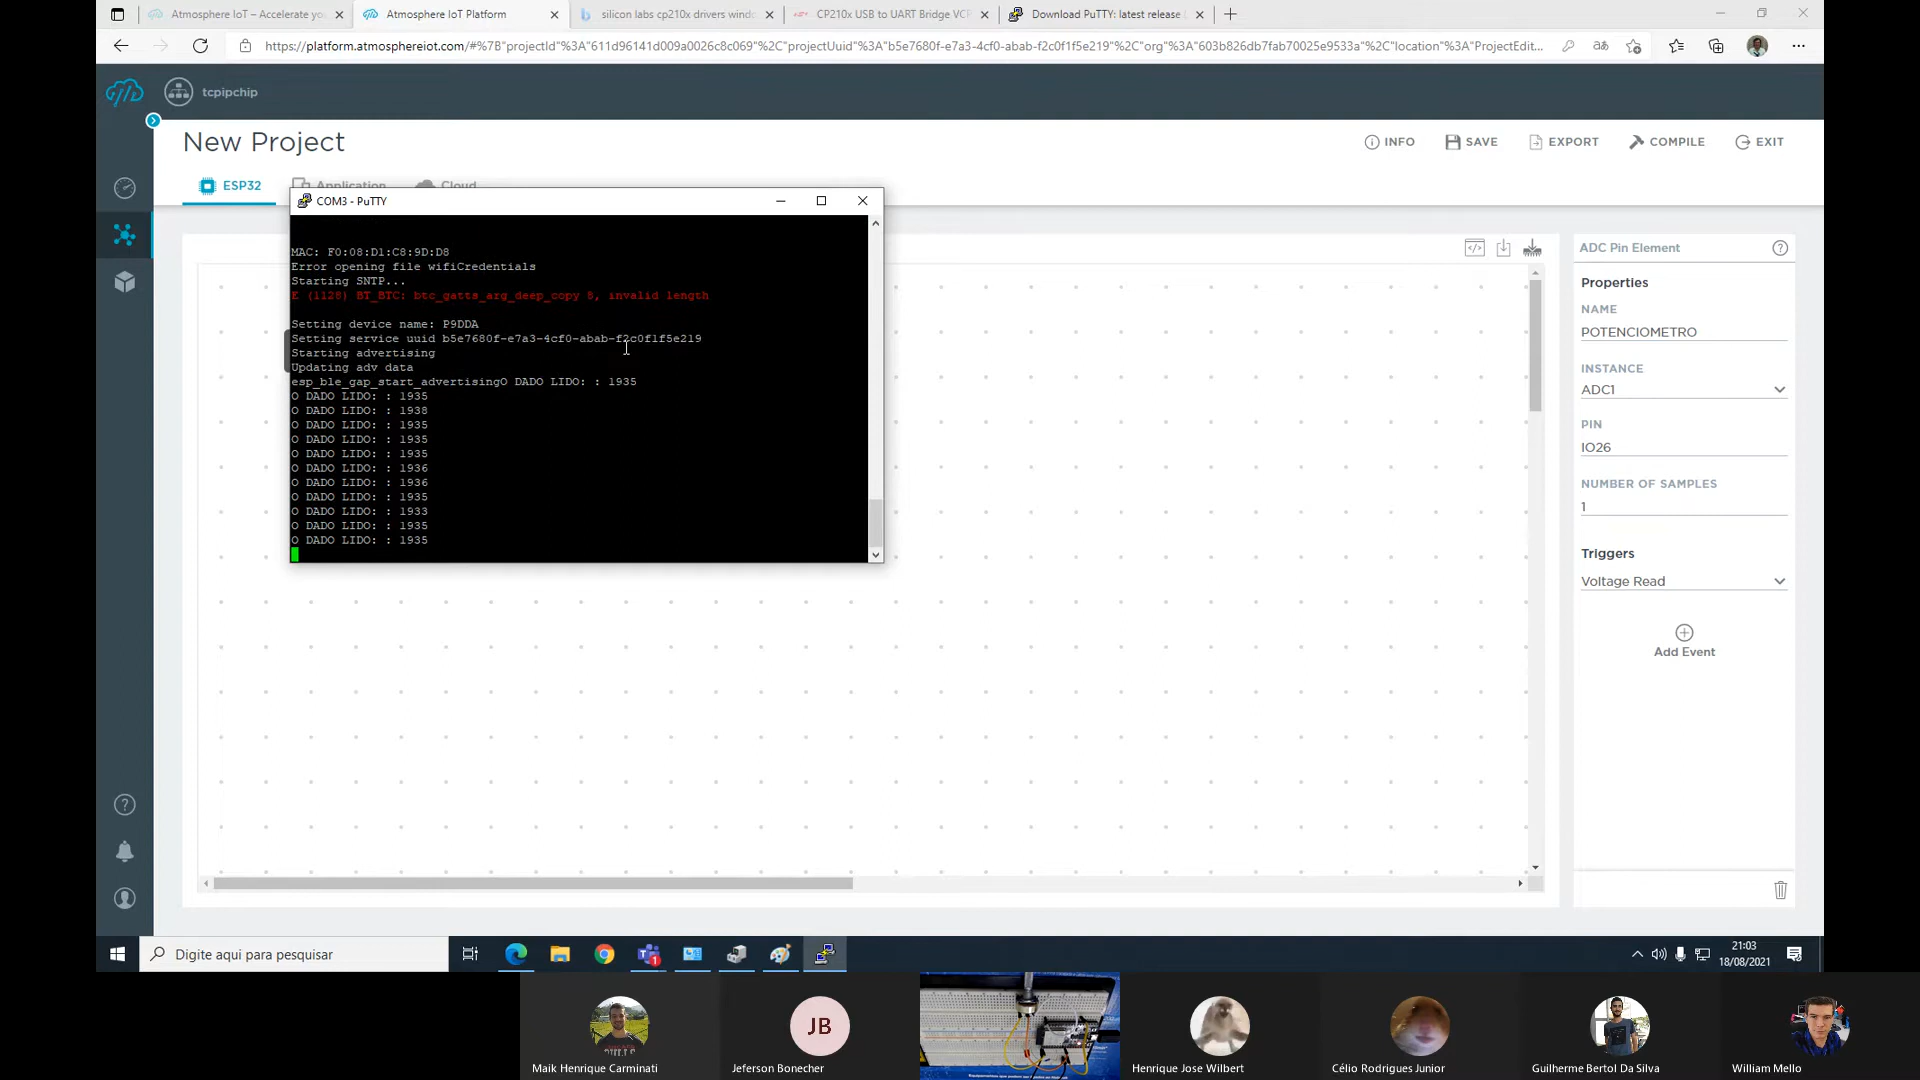 Atmosphere IoT – Accelerate you
Atmosphere IoT Platform
silicon labs cp210x drivers wind
CP210x USB to UART Bridge VCP
Download PuTTY: latest release
https://platform.atmosphereiot.com/#%7B"projectId"%3A"611d96141d009a0026c8c069"%2C"projectUuid"%3A"b5e7680f-e7a3-4cf0-abab-f2c0f1f5e219"%2C"org"%3A"603b826db7fab70025e9533a"%2C"location"%3A"ProjectEdit...
tcpipchip
New Project
INFO
SAVE
EXPORT
COMPILE
EXIT
ESP32
Application
Cloud
COM3 - PuTTY
MAC: F0:08:D1:C8:9D:D8
Error opening file wifiCredentials
Starting SNTP...
E (1128) BT_BTC: btc_gatts_arg_deep_copy 5, invalid length
Setting device name: P9DDA
Setting service uuid b5e7680f-e7a3-4cf0-abab-f2c0f1f5e219
Starting advertising
Updating adv data
esp_ble_gap_start_advertisingO DADO LIDO: : 1935
O DADO LIDO: : 1935
O DADO LIDO: : 1938
O DADO LIDO: : 1935
O DADO LIDO: : 1935
O DADO LIDO: : 1935
O DADO LIDO: : 1936
O DADO LIDO: : 1936
O DADO LIDO: : 1935
O DADO LIDO: : 1933
O DADO LIDO: : 1935
O DADO LIDO: : 1935
ADC Pin Element
Properties
NAME
POTENCIOMETRO
INSTANCE
ADC1
PIN
IO26
NUMBER OF SAMPLES
1
Triggers
Voltage Read
Add Event
Digite aqui para pesquisar
21:03
18/08/2021
JB
Maik Henrique Carminati
Jeferson Bonecher
Henrique Jose Wilbert
Célio Rodrigues Junior
Guilherme Bertol Da Silva
William Mello